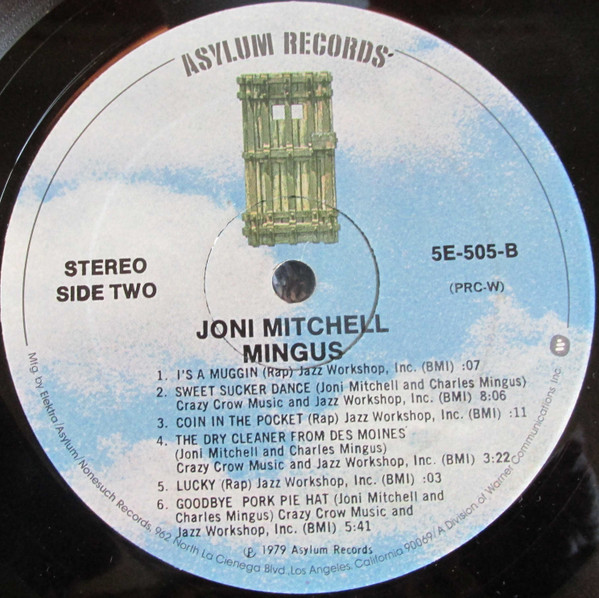 ASYLUM RECORDS
STEREO
SIDE TWO
5E-505-B
(PRC-W)
JONI MITCHELL
MINGUS
1. I'S A MUGGIN (Rap) Jazz Workshop, Inc. (BMI) :07
2. SWEET SUCKER DANCE (Joni Mitchell and Charles Mingus)
Crazy Crow Music and Jazz Workshop, Inc. (BMI) 8:06
3. COIN IN THE POCKET (Rap) Jazz Workshop, Inc. (BMI) :11
4. THE DRY CLEANER FROM DES MOINES
(Joni Mitchell and Charles Mingus)
Crazy Crow Music and Jazz Workshop, Inc. (BMI) 3:22
5. LUCKY (Rap) Jazz Workshop, Inc. (BMI) :03
6. GOODBYE PORK PIE HAT (Joni Mitchell and
Charles Mingus) Crazy Crow Music and
Jazz Workshop, Inc. (BMI) 5:41
℗ 1979 Asylum Records
Mfg. by Elektra/Asylum/Nonesuch Records, 962 North La Cienega Blvd., Los Angeles, California 90069/A Division of Warner Communications Inc.